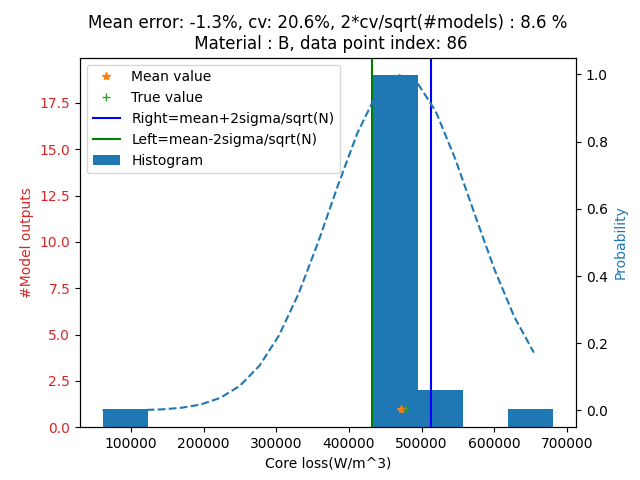 Mean error: -1.3%, cv: 20.6%, 2*cv/sqrt(#models) : 8.6 %
Material : B, data point index: 86
Mean value
True value
Right=mean+2sigma/sqrt(N)
Left=mean-2sigma/sqrt(N)
Histogram
#Model outputs
17.5
15.0
12.5
10.0
7.5
5.0
2.5
0.0
1.0
0.8
0.6
0.4
0.2
0.0
Probability
100000 200000 300000 400000 500000 600000 700000
Core loss(W/m^3)